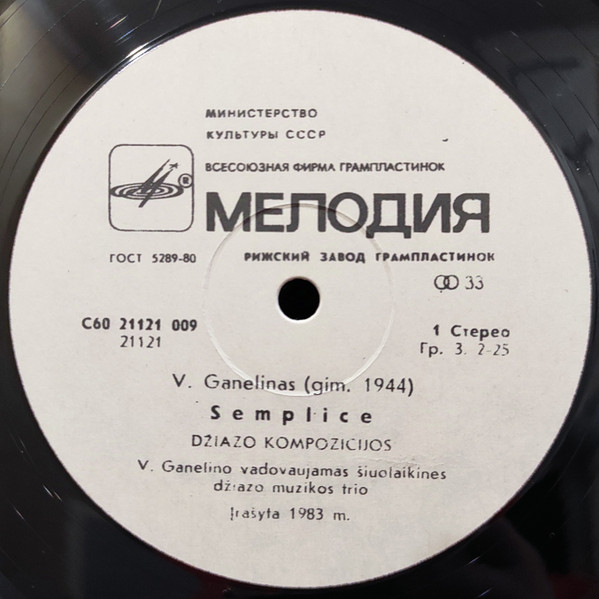 МИНИСТЕРСТВО
КУЛЬТУРЫ СССР
ВСЕСОЮЗНАЯ ФИРМА ГРАМПЛАСТИНОК
®
МЕЛОДИЯ
ГОСТ 5289-80
РИЖСКИЙ ЗАВОД ГРАМПЛАСТИНОК
33
С60 21121 009
21121
1 Стерео
Гр. 3. 2-25
V. Ganelinas (gim. 1944)
Semplice
DŽIAZO KOMPOZICIJOS
V. Ganelino vadovaujamas šiuolaikines
džiazo muzikos trio
Įrašyta 1983 m.